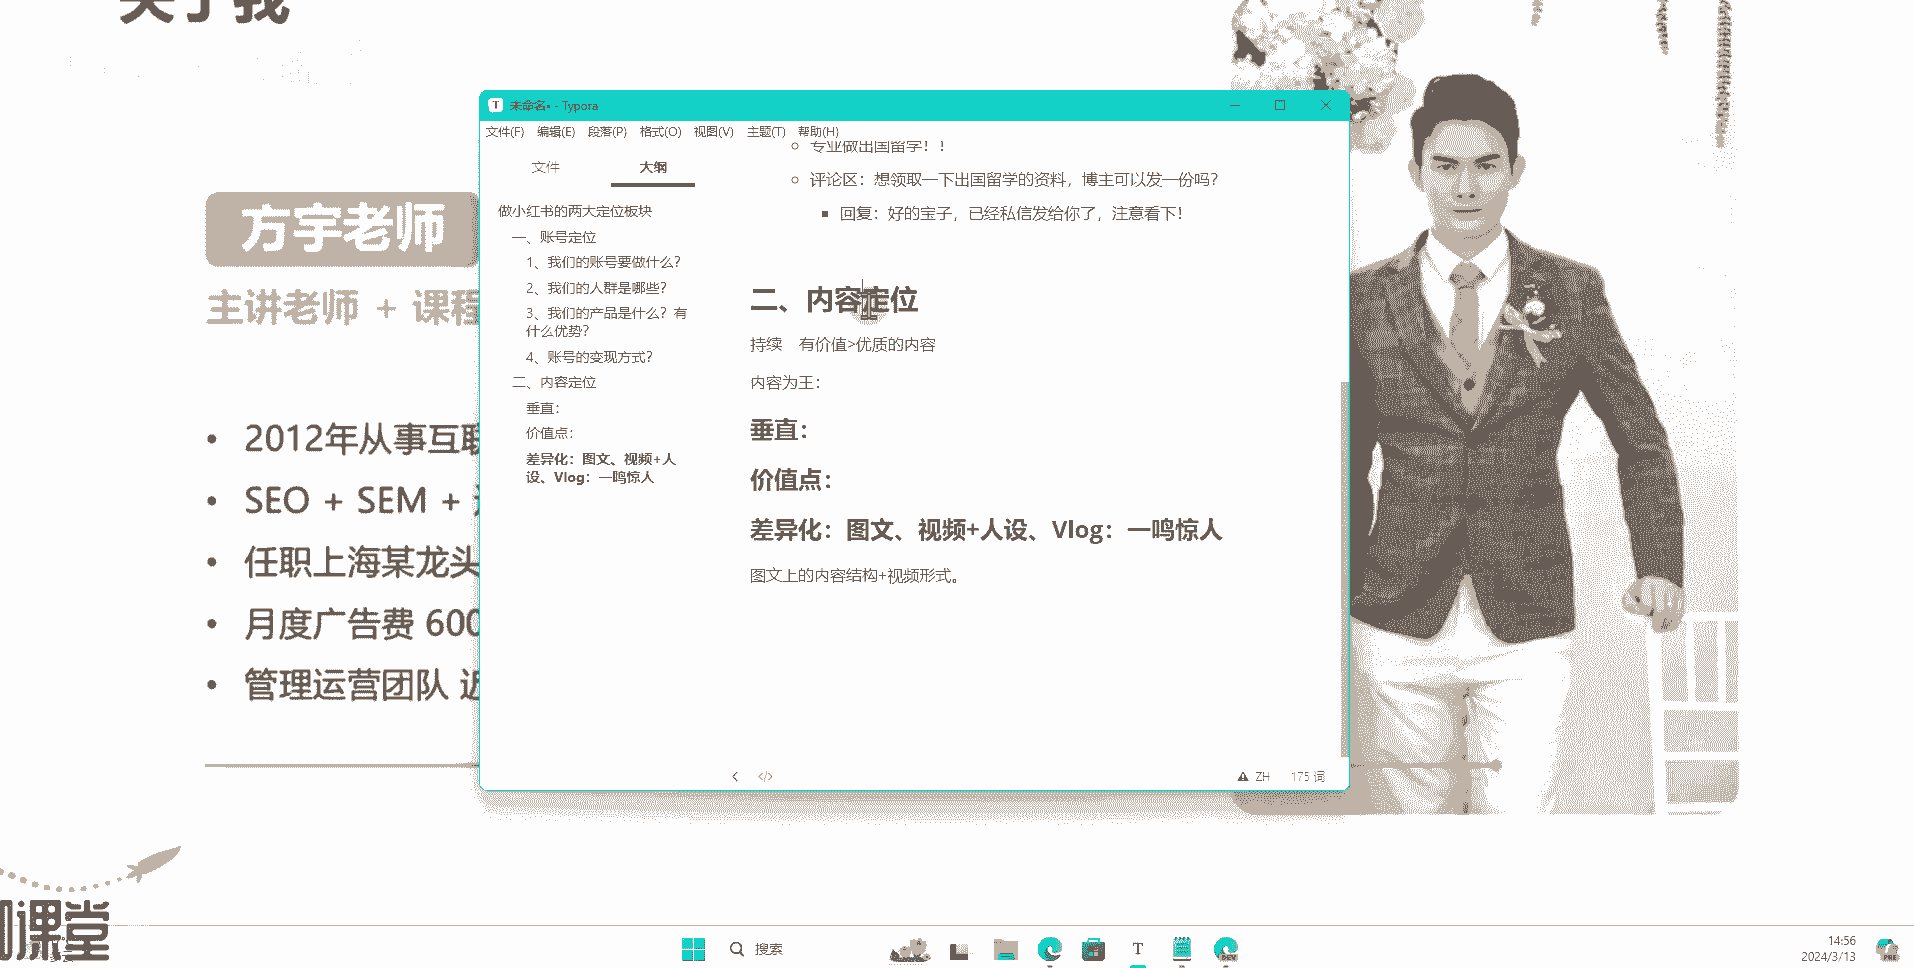 关于我
方宇老师
主讲老师 + 课程
2012年从事互联
SEO + SEM +
任职上海某龙头
月度广告费 600
管理运营团队 近
课堂
未命名• - Typora
文件(F) 编辑(E) 段落(P) 格式(O) 视图(V) 主题(T) 帮助(H)
文件 大纲
做小红书的两大定位板块
一、账号定位
1、我们的账号要做什么？
2、我们的人群是哪些？
3、我们的产品是什么？有
什么优势？
4、账号的变现方式？
二、内容定位
垂直：
价值点：
差异化：图文、视频+人
设、Vlog：一鸣惊人
专业做出国留学！！
评论区：想领取一下出国留学的资料，博主可以发一份吗？
回复：好的宝子，已经私信发给你了，注意看下！
二、内容定位
持续 有价值>优质的内容
内容为王：
垂直：
价值点：
差异化：图文、视频+人设、Vlog：一鸣惊人
图文上的内容结构+视频形式。
ZH 175 词
搜索
DEV
14:56
2024/3/13
PRE